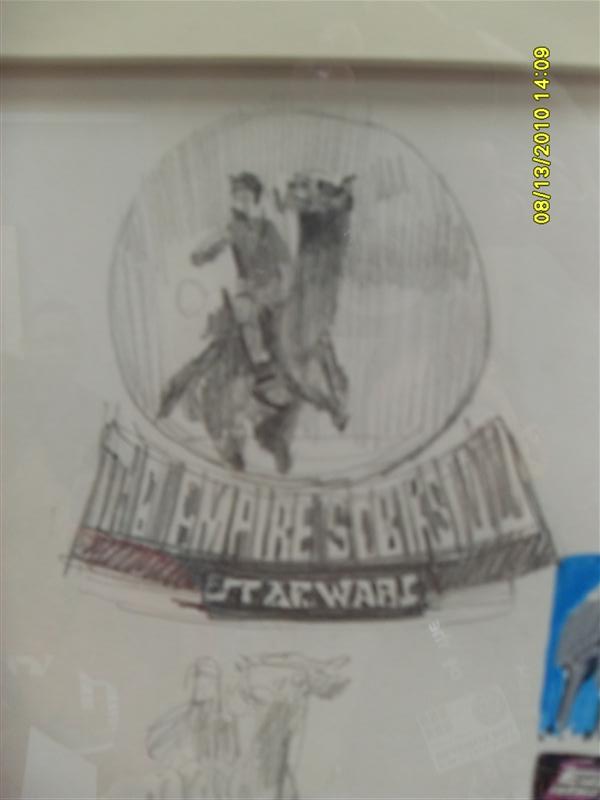 08/13/2010 14:09
THE EMPIRE
STAR WARS